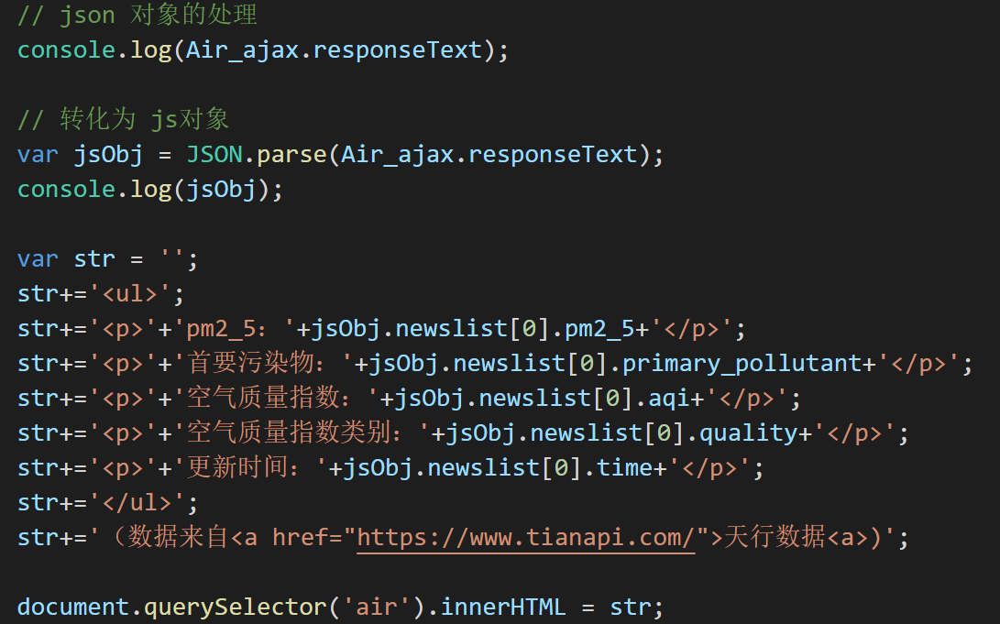 // json 对象的处理
console.log(Air_ajax.responseText);
// 转化为 js对象
var jsObj = JSON.parse(Air_ajax.responseText);
console.log(jsObj);
var str = '';
str+='<ul>';
str+='<p>'+'pm2_5：'+jsObj.newslist[0].pm2_5+'</p>';
str+='<p>'+'首要污染物：'+jsObj.newslist[0].primary_pollutant+'</p>';
str+='<p>'+'空气质量指数：'+jsObj.newslist[0].aqi+'</p>';
str+='<p>'+'空气质量指数类别：'+jsObj.newslist[0].quality+'</p>';
str+='<p>'+'更新时间：'+jsObj.newslist[0].time+'</p>';
str+='</ul>';
str+='（数据来自<a href="https://www.tianapi.com/">天行数据<a>)';
document.querySelector('air').innerHTML = str;